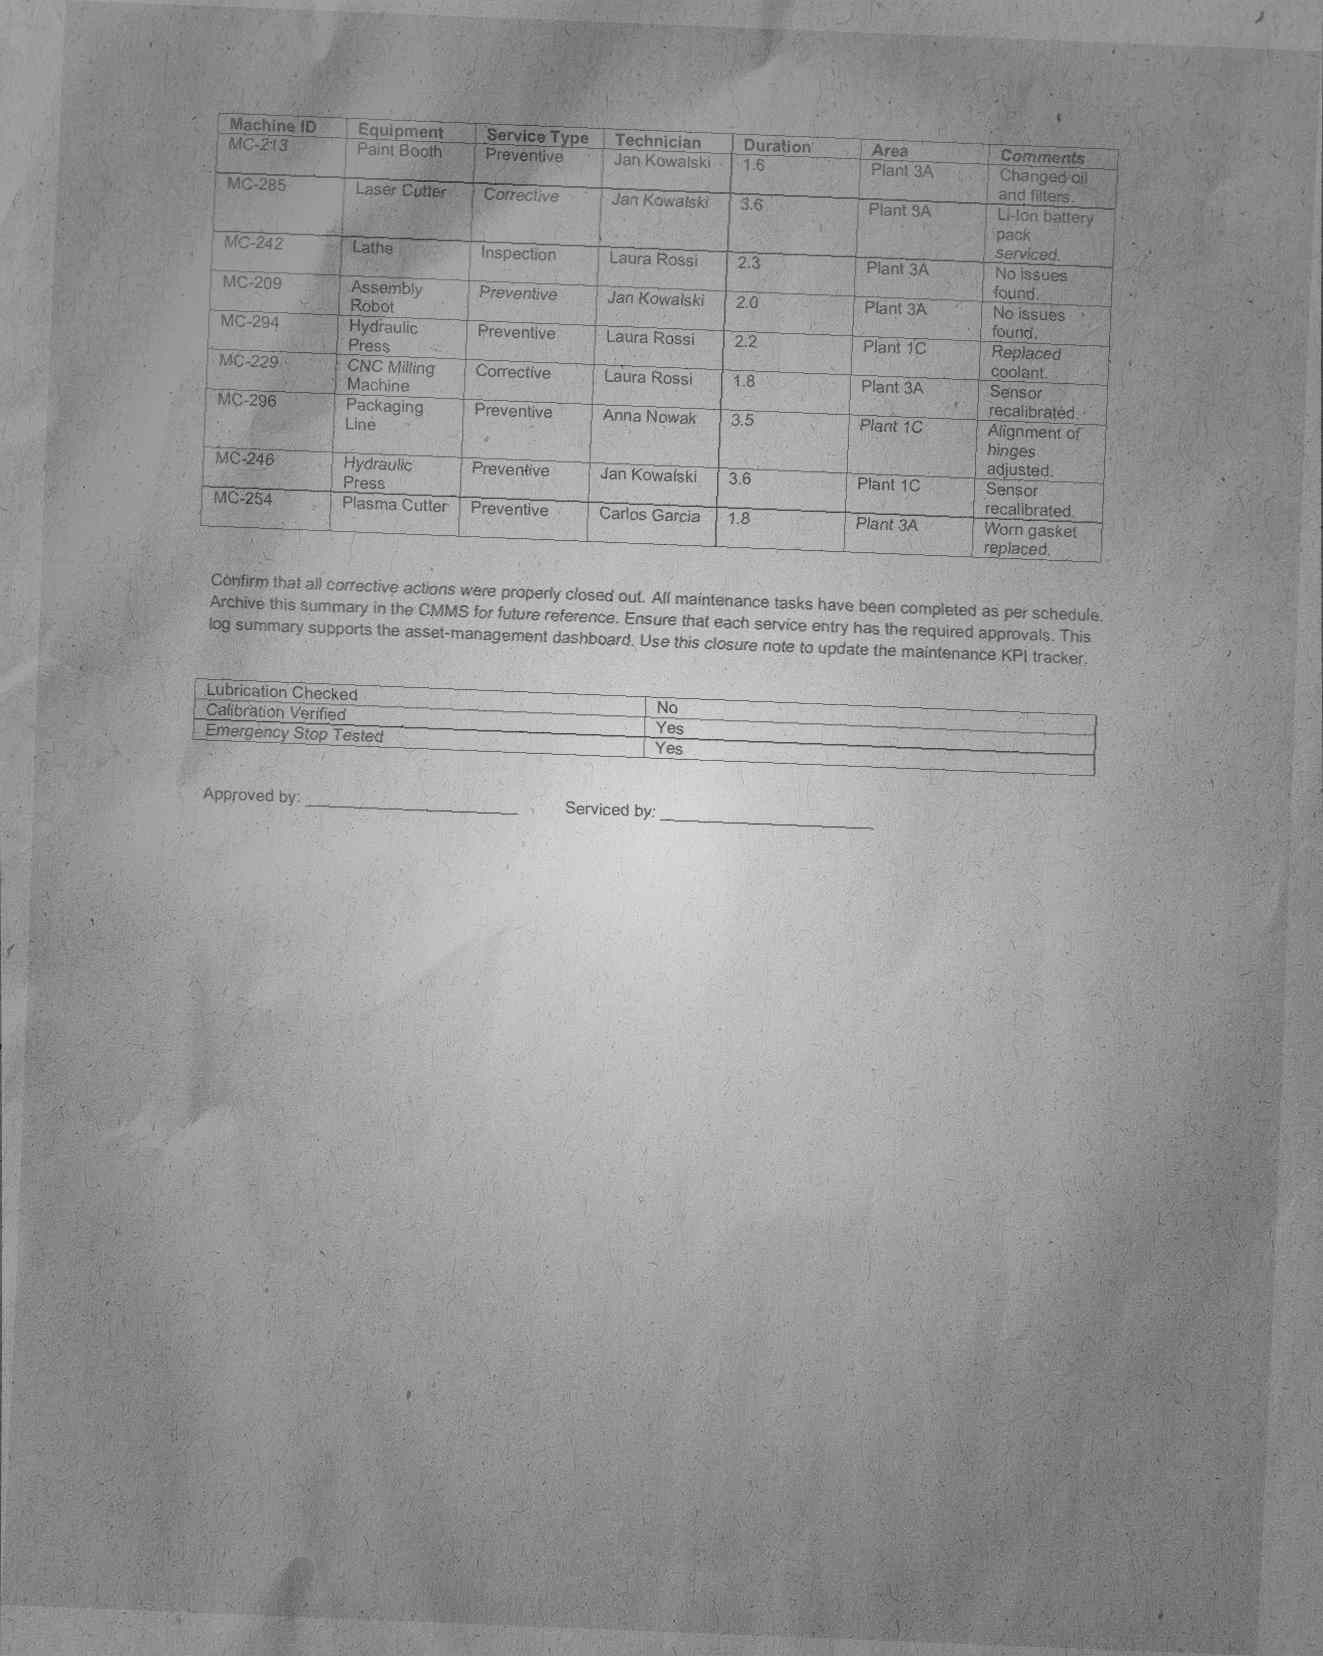 Machine ID Equipment Service Type Technician Duration Area Comments
MC-213 Paint Booth Preventive Jan Kowalski 1.6 Plant 3A Changed oil
and filters.
MC-285 Laser Cutter Corrective Jan Kowalski 3.6 Plant 3A Li-Ion battery
pack
serviced.
MC-242 Lathe Inspection Laura Rossi 2.3 Plant 3A No issues
found.
MC-209 Assembly Preventive Jan Kowalski 2.0 Plant 3A No issues
Robot found.
MC-294 Hydraulic Preventive Laura Rossi 2.2 Plant 1C Replaced
Press coolant.
MC-229 CNC Milling Corrective Laura Rossi 1.8 Plant 3A Sensor
Machine recalibrated.
MC-296 Packaging Preventive Anna Nowak 3.5 Plant 1C Alignment of
Line hinges
adjusted.
MC-246 Hydraulic Preventive Jan Kowalski 3.6 Plant 1C Sensor
Press recalibrated.
MC-254 Plasma Cutter Preventive Carlos Garcia 1.8 Plant 3A Worn gasket
replaced.
Confirm that all corrective actions were properly closed out. All maintenance tasks have been completed as per schedule.
Archive this summary in the CMMS for future reference. Ensure that each service entry has the required approvals. This
log summary supports the asset-management dashboard. Use this closure note to update the maintenance KPI tracker.
Lubrication Checked No
Calibration Verified Yes
Emergency Stop Tested Yes
Approved by: Serviced by: